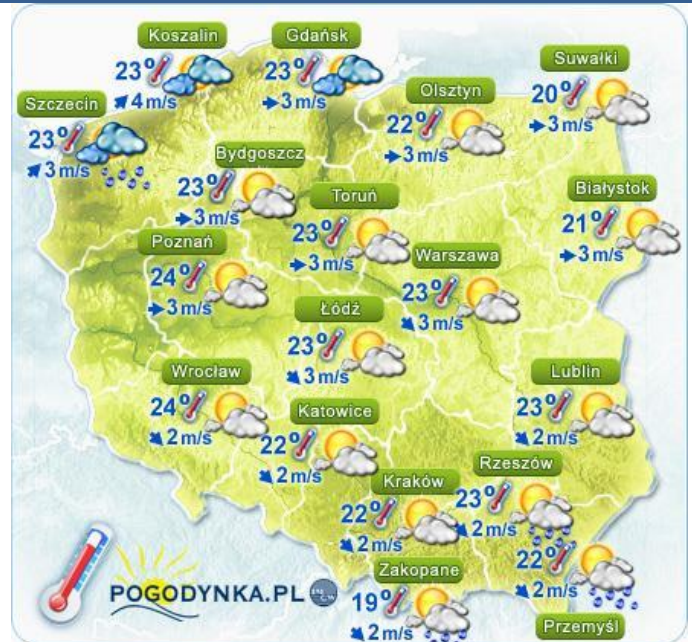 Koszalin
23°
4 m/s
Gdańsk
23°
3 m/s
Suwałki
20°
3 m/s
Szczecin
23°
3 m/s
Olsztyn
22°
3 m/s
Bydgoszcz
23°
3 m/s
Toruń
23°
3 m/s
Białystok
21°
3 m/s
Poznań
24°
3 m/s
Warszawa
23°
3 m/s
Łódź
23°
3 m/s
Wrocław
24°
2 m/s
Katowice
22°
2 m/s
Lublin
23°
2 m/s
Kraków
22°
2 m/s
Rzeszów
23°
2 m/s
Zakopane
19°
2 m/s
22°
2 m/s
Przemyśl
POGODYNKA.PL